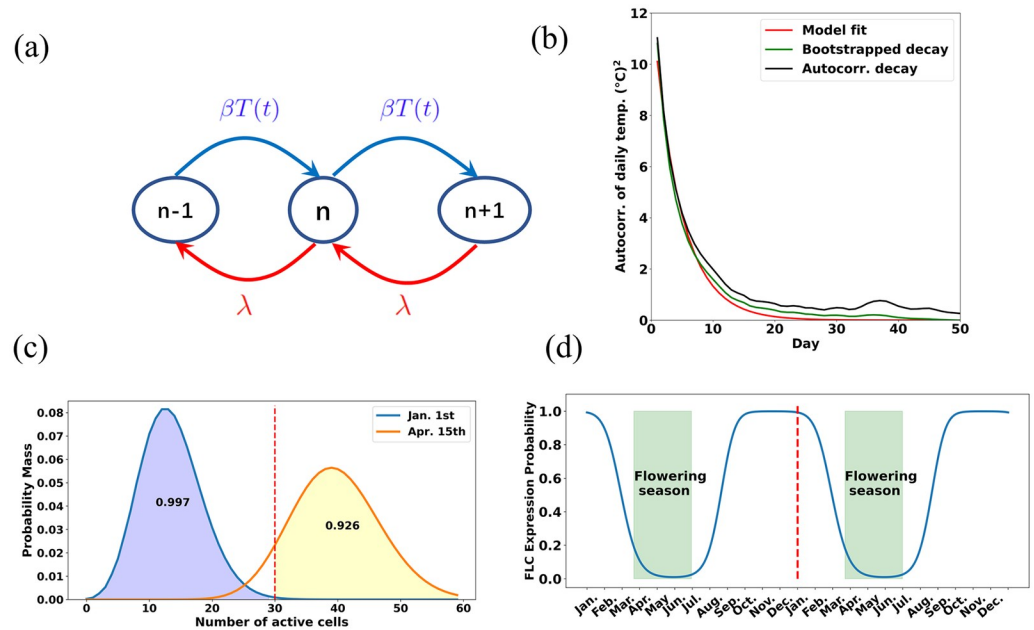 (a)
βT(t) βT(t)
n-1 n n+1
λ λ
(b)
Autocorr. of daily temp. (°C)²
12
10
8
6
4
2
0
0 10 20 30 40 50
Day
Model fit
Bootstrapped decay
Autocorr. decay
(c)
Probability Mass
0.08
0.07
0.06
0.05
0.04
0.03
0.02
0.01
0.00
0 10 20 30 40 50 60
Number of active cells
Jan. 1st
Apr. 15th
0.997
0.926
(d)
FLC Expression Probability
1.0
0.8
0.6
0.4
0.2
0.0
Flowering
season
Flowering
season
Jan. Feb. Mar. Apr. May Jun. Jul. Aug. Sep. Oct. Nov. Dec. Jan. Feb. Mar. Apr. May Jun. Jul. Aug. Sep. Oct. Nov. Dec.